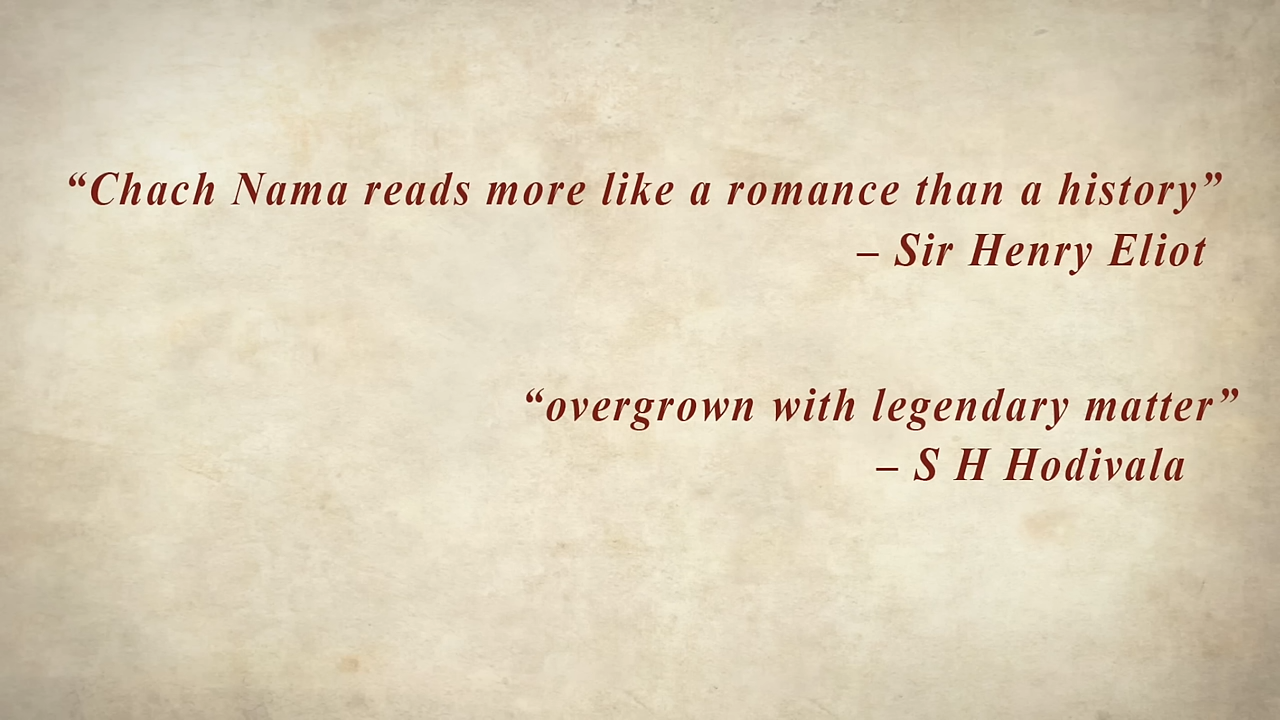 “Chach Nama reads more like a romance than a history”
– Sir Henry Eliot
“overgrown with legendary matter”
– S H Hodivala